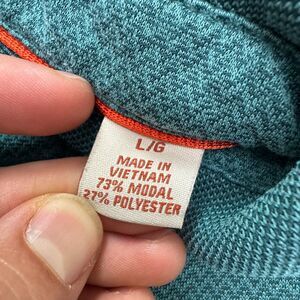 L/G
MADE IN
VIETNAM
73% MODAL
27% POLYESTER